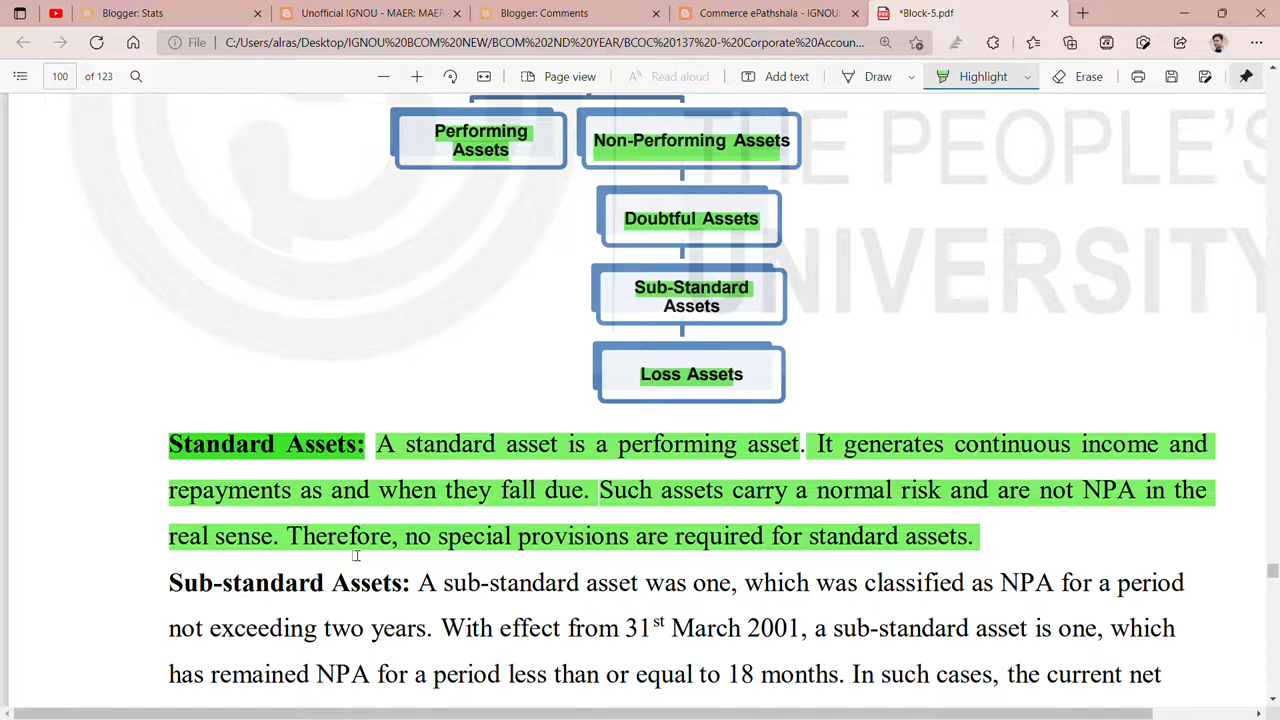 Blogger: Stats
Unofficial IGNOU - MAER: MAER
Blogger: Comments
Commerce ePathshala - IGNOU:
*Block-5.pdf
File
C:/Users/alras/Desktop/IGNOU%20BCOM%20NEW/BCOM%202ND%20YEAR/BCOC%20137%20-%20Corporate%20Accoun...
100 of 123
Page view
Read aloud
Add text
Draw
Highlight
Erase
THE PEOPLE'S
UNIVERSITY
Performing
Assets
Non-Performing Assets
Doubtful Assets
Sub-Standard
Assets
Loss Assets
Standard Assets: A standard asset is a performing asset. It generates continuous income and
repayments as and when they fall due. Such assets carry a normal risk and are not NPA in the
real sense. Therefore, no special provisions are required for standard assets.
Sub-standard Assets: A sub-standard asset was one, which was classified as NPA for a period
not exceeding two years. With effect from 31st March 2001, a sub-standard asset is one, which
has remained NPA for a period less than or equal to 18 months. In such cases, the current net